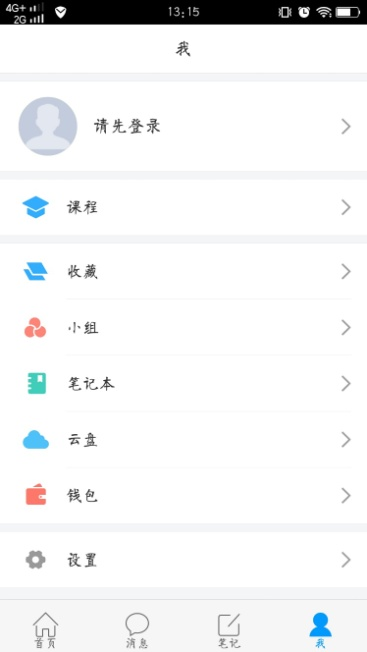 4G+
2G
13:15
我
请先登录
课程
收藏
小组
笔记本
云盘
钱包
设置
首页
消息
笔记
我